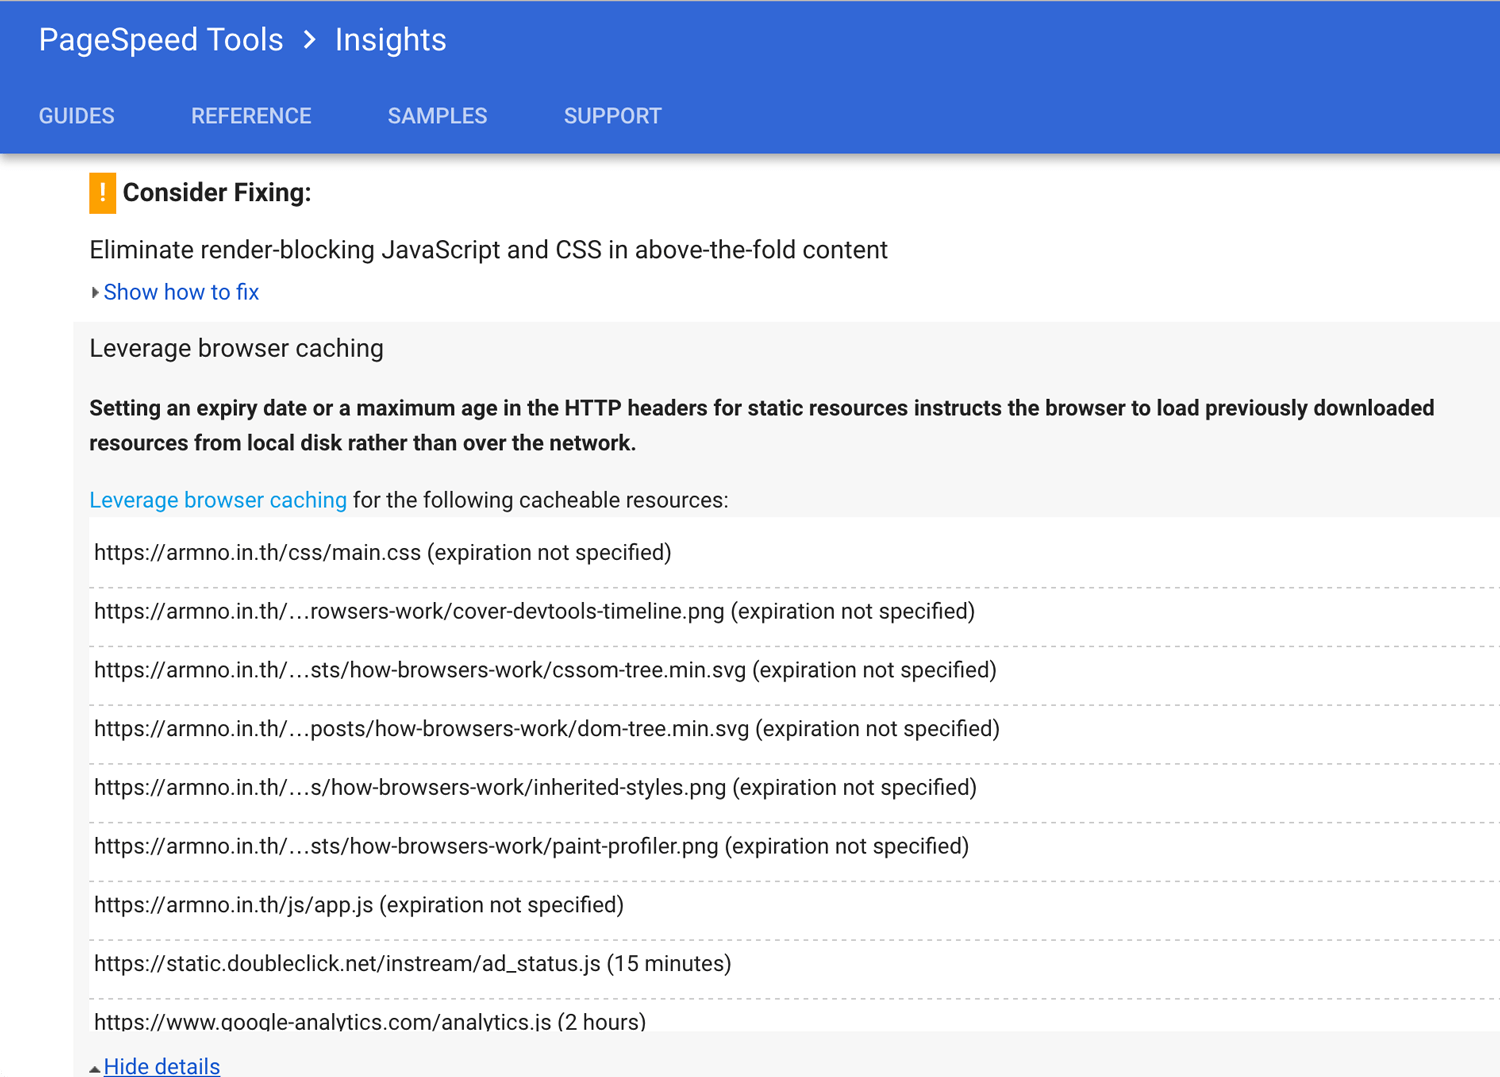 PageSpeed Tools > Insights
GUIDES REFERENCE SAMPLES SUPPORT
! Consider Fixing:
Eliminate render-blocking JavaScript and CSS in above-the-fold content
Show how to fix
Leverage browser caching
Setting an expiry date or a maximum age in the HTTP headers for static resources instructs the browser to load previously downloaded
resources from local disk rather than over the network.
Leverage browser caching for the following cacheable resources:
https://armno.in.th/css/main.css (expiration not specified)
https://armno.in.th/…rowsers-work/cover-devtools-timeline.png (expiration not specified)
https://armno.in.th/…sts/how-browsers-work/cssom-tree.min.svg (expiration not specified)
https://armno.in.th/…posts/how-browsers-work/dom-tree.min.svg (expiration not specified)
https://armno.in.th/…s/how-browsers-work/inherited-styles.png (expiration not specified)
https://armno.in.th/…sts/how-browsers-work/paint-profiler.png (expiration not specified)
https://armno.in.th/js/app.js (expiration not specified)
https://static.doubleclick.net/instream/ad_status.js (15 minutes)
https://www.google-analytics.com/analytics.js (2 hours)
Hide details